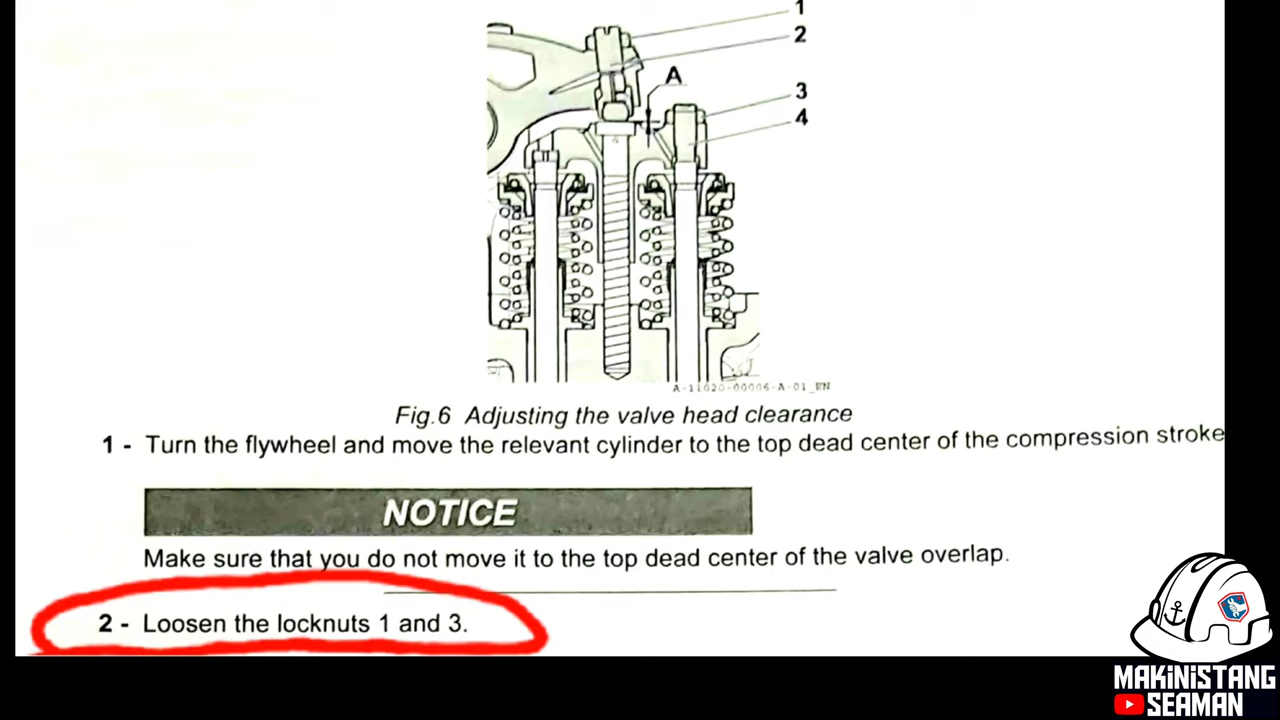 1
2
A
3
4
A-11020-00006-A-01_EN
Fig.6 Adjusting the valve head clearance
1 - Turn the flywheel and move the relevant cylinder to the top dead center of the compression stroke
NOTICE
Make sure that you do not move it to the top dead center of the valve overlap.
2 - Loosen the locknuts 1 and 3.
MAKINISTANG
SEAMAN